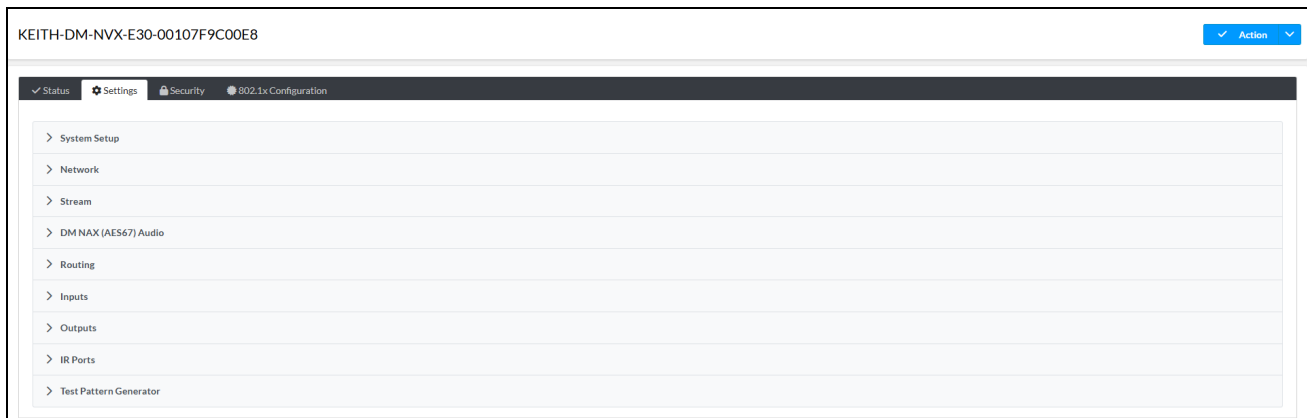 KEITH-DM-NVX-E30-00107F9C00E8
Action
Status Settings Security 802.1x Configuration
System Setup
Network
Stream
DM NAX (AES67) Audio
Routing
Inputs
Outputs
IR Ports
Test Pattern Generator